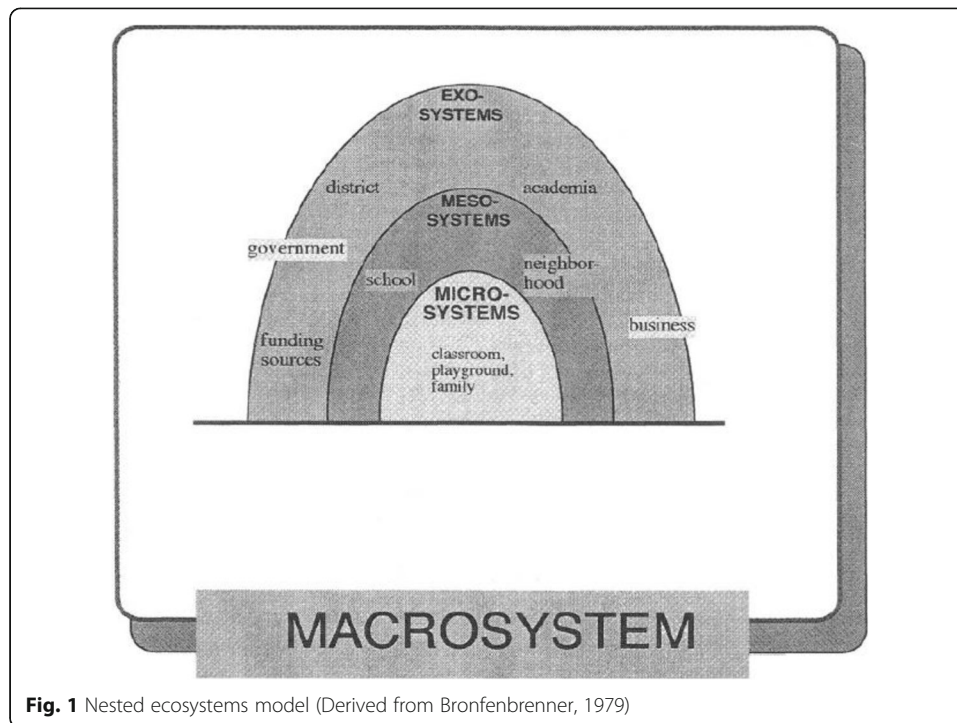 EXO-
SYSTEMS
district
academia
MESO-
SYSTEMS
government
school
neighbor-
hood
MICRO-
SYSTEMS
business
funding
sources
classroom,
playground,
family
MACROSYSTEM
Fig. 1 Nested ecosystems model (Derived from Bronfenbrenner, 1979)